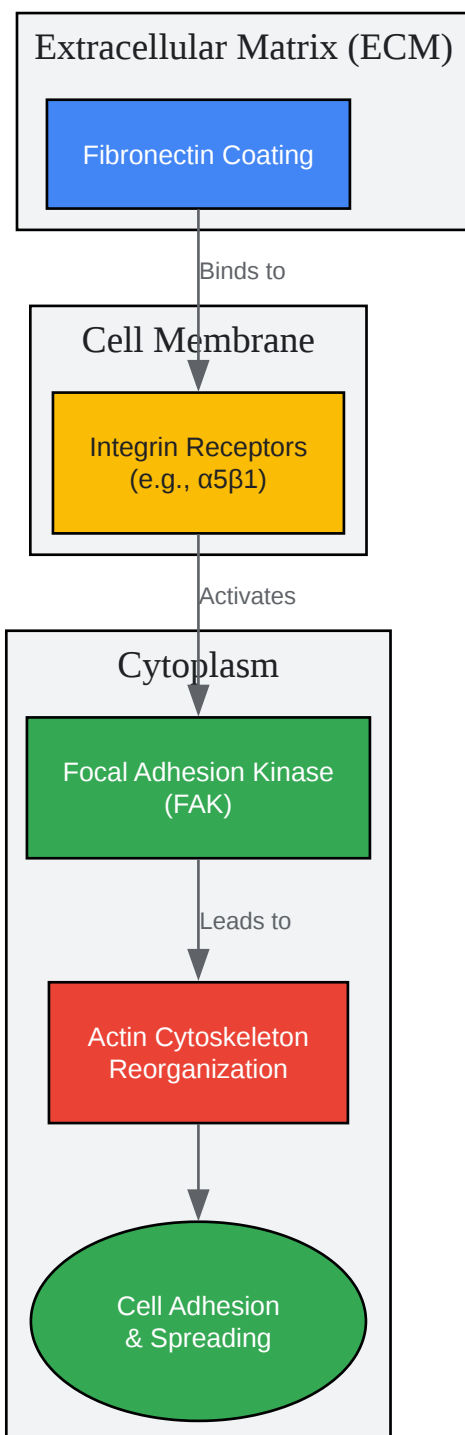 Extracellular Matrix (ECM)
Fibronectin Coating
Binds to
Cell Membrane
Integrin Receptors
(e.g., α5β1)
Activates
Cytoplasm
Focal Adhesion Kinase
(FAK)
Leads to
Actin Cytoskeleton
Reorganization
Cell Adhesion
& Spreading